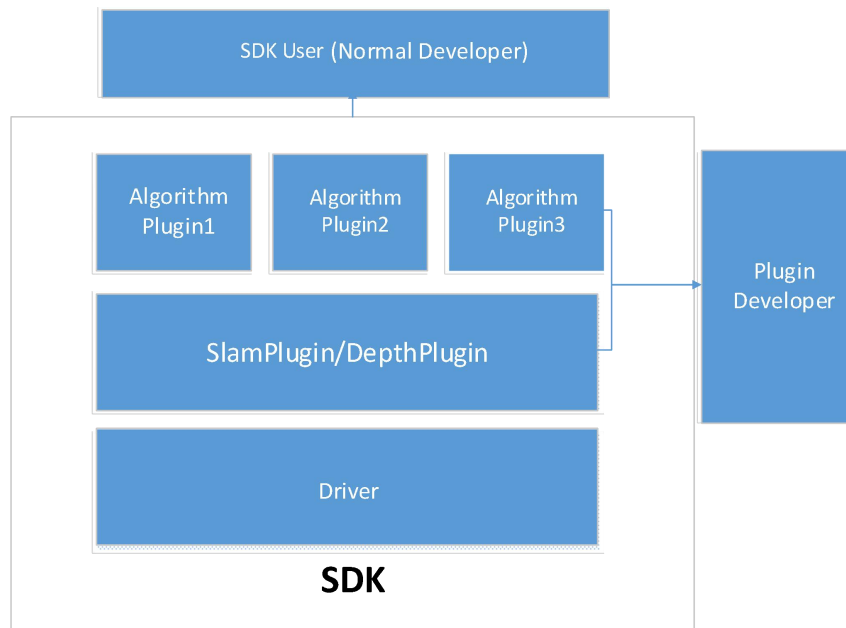 SDK User (Normal Developer)
Algorithm
Plugin1
Algorithm
Plugin2
Algorithm
Plugin3
Plugin
Developer
SlamPlugin/DepthPlugin
Driver
SDK